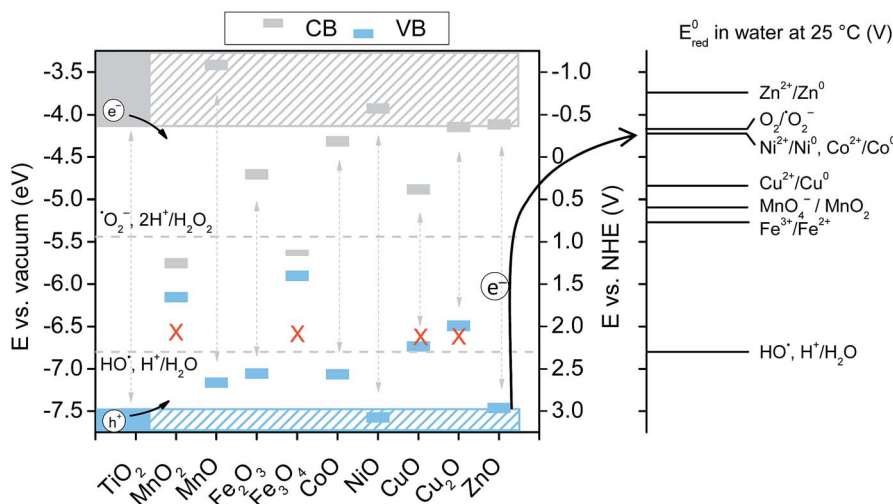 CB VB
E⁰red in water at 25 °C (V)
E vs. vacuum (eV)
-3.5
-4.0
-4.5
-5.0
-5.5
-6.0
-6.5
-7.0
-7.5
e⁻
•O₂⁻, 2H⁺/H₂O₂
HO•, H⁺/H₂O
h⁺
X X X X
e⁻
-1.0
-0.5
0
0.5
1.0
1.5
2.0
2.5
3.0
E vs. NHE (V)
TiO₂
MnO₂
MnO
Fe₂O₃
Fe₃O₄
CoO
NiO
CuO
Cu₂O
ZnO
Zn²⁺/Zn⁰
O₂/•O₂⁻
Ni²⁺/Ni⁰, Co²⁺/Co⁰
Cu²⁺/Cu⁰
MnO₄⁻ / MnO₂
Fe³⁺/Fe²⁺
HO•, H⁺/H₂O